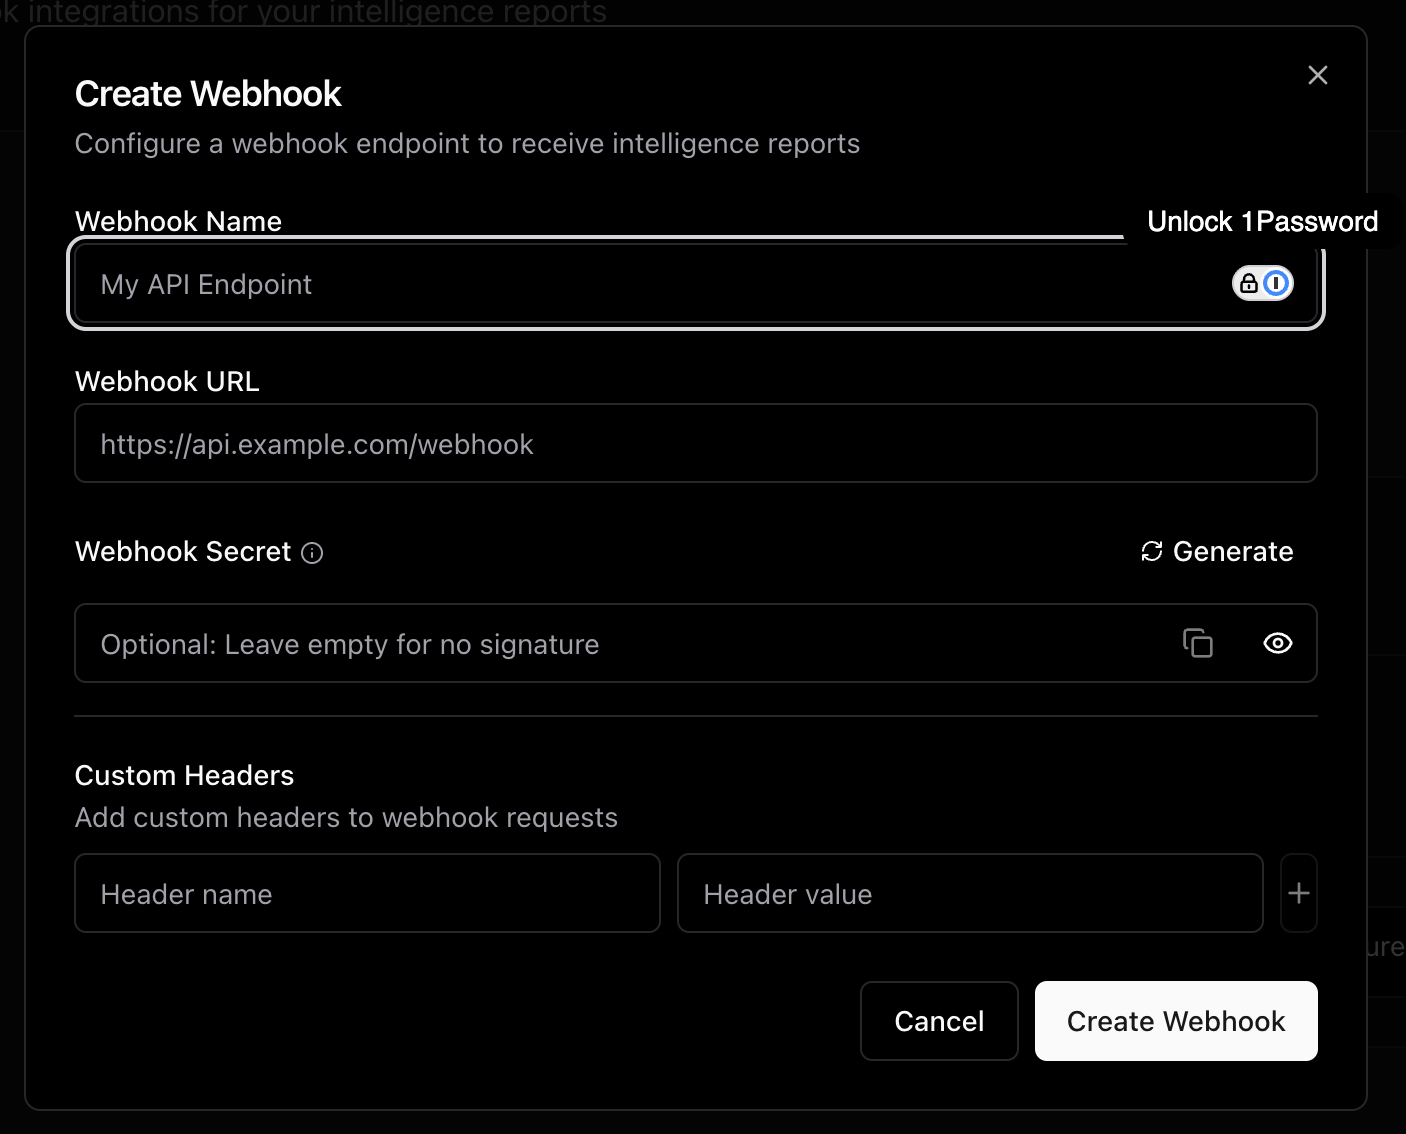 k integrations for your intelligence reports
Create Webhook
Configure a webhook endpoint to receive intelligence reports
Webhook Name
Unlock 1Password
My API Endpoint
Webhook URL
https://api.example.com/webhook
Webhook Secret
Generate
Optional: Leave empty for no signature
Custom Headers
Add custom headers to webhook requests
Header name
Header value
ure
Cancel
Create Webhook